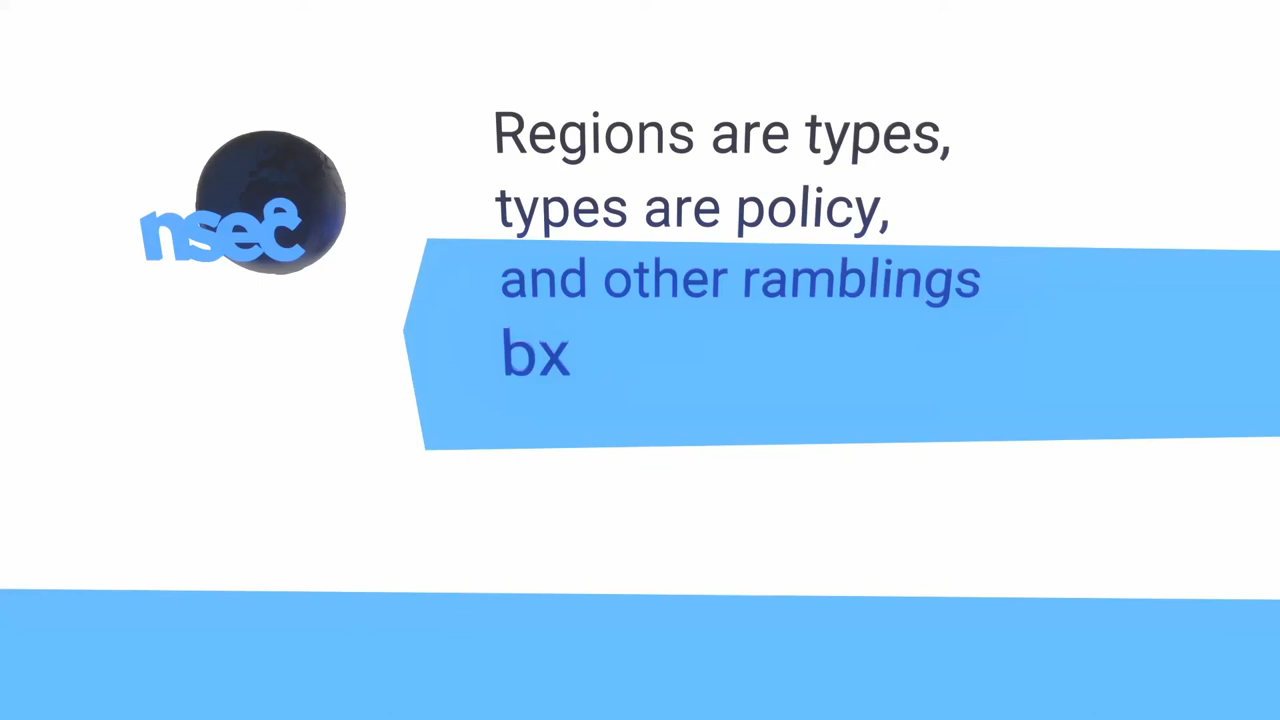 nsec
Regions are types,
types are policy,
and other ramblings
bx